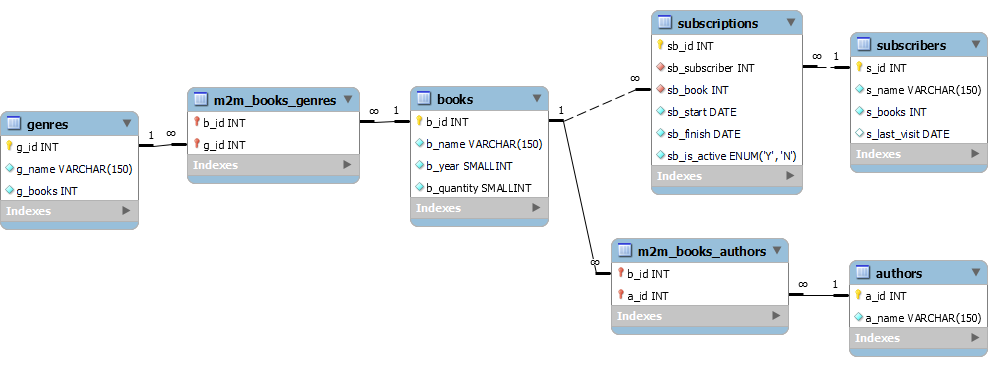 genres
g_id INT
g_name VARCHAR(150)
g_books INT
Indexes
1
∞
m2m_books_genres
b_id INT
g_id INT
Indexes
∞
1
books
b_id INT
b_name VARCHAR(150)
b_year SMALLINT
b_quantity SMALLINT
Indexes
1
∞
∞
subscriptions
sb_id INT
sb_subscriber INT
sb_book INT
sb_start DATE
sb_finish DATE
sb_is_active ENUM('Y', 'N')
Indexes
∞
1
subscribers
s_id INT
s_name VARCHAR(150)
s_books INT
s_last_visit DATE
Indexes
m2m_books_authors
b_id INT
a_id INT
Indexes
∞
1
authors
a_id INT
a_name VARCHAR(150)
Indexes